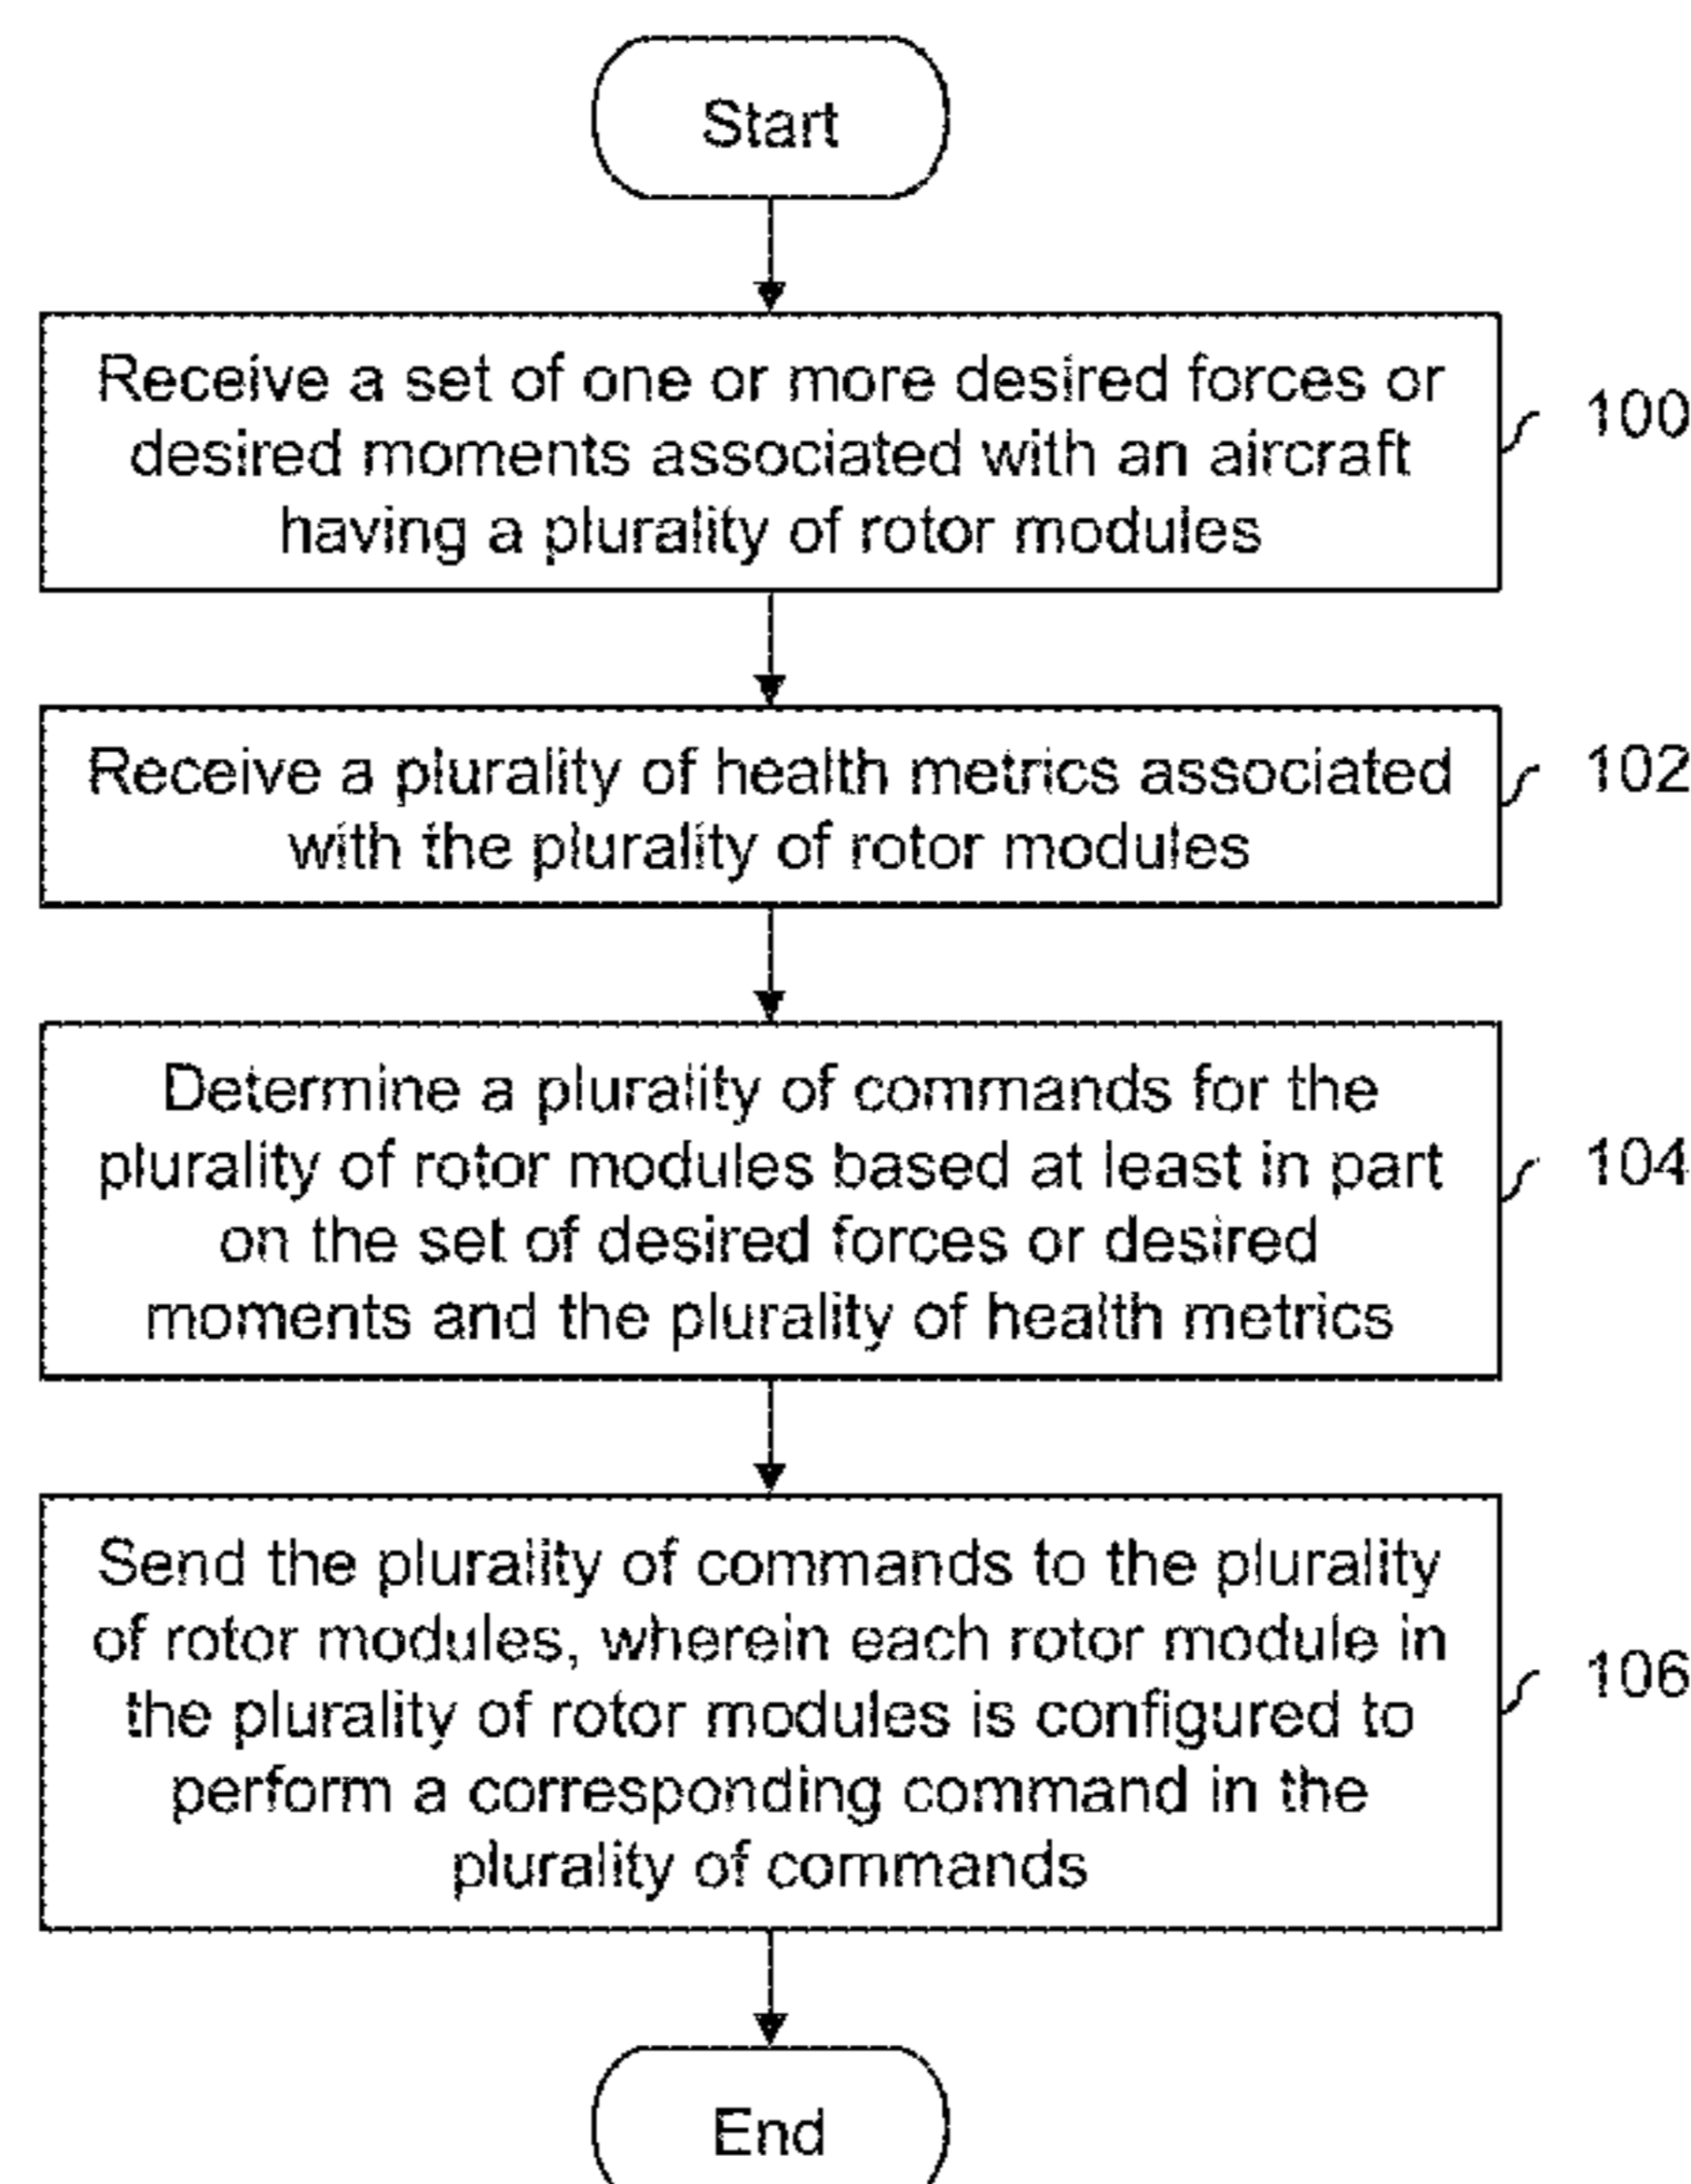 Start
Receive a set of one or more desired forces or
desired moments associated with an aircraft
having a plurality of rotor modules
100
Receive a plurality of health metrics associated
with the plurality of rotor modules
102
Determine a plurality of commands for the
plurality of rotor modules based at least in part
on the set of desired forces or desired
moments and the plurality of health metrics
104
Send the plurality of commands to the plurality
of rotor modules, wherein each rotor module in
the plurality of rotor modules is configured to
perform a corresponding command in the
plurality of commands
106
End